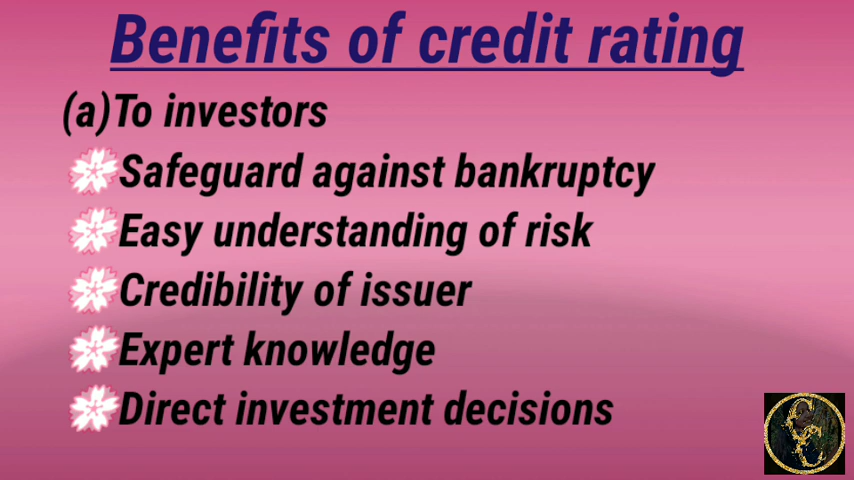 Benefits of credit rating
(a)To investors
Safeguard against bankruptcy
Easy understanding of risk
Credibility of issuer
Expert knowledge
Direct investment decisions